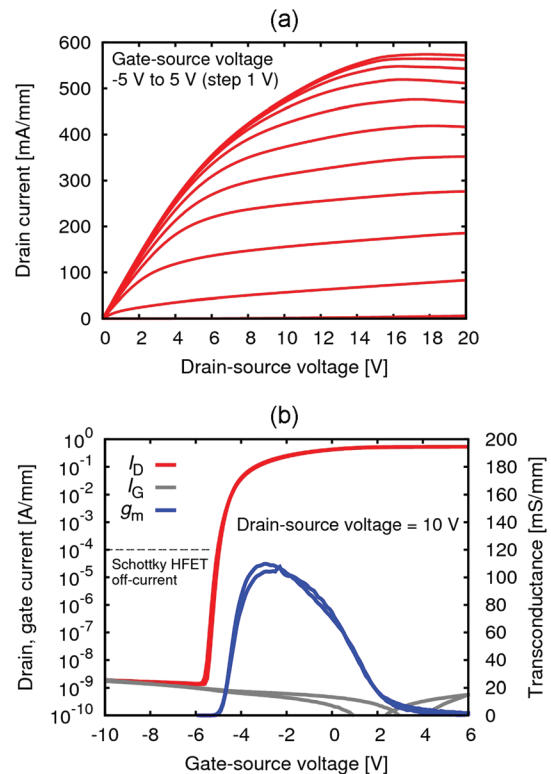 (a)
Gate-source voltage
-5 V to 5 V (step 1 V)
Drain current [mA/mm]
600
500
400
300
200
100
0
0 2 4 6 8 10 12 14 16 18 20
Drain-source voltage [V]
(b)
I_D
I_G
g_m
Drain-source voltage = 10 V
Schottky HFET
off-current
Drain, gate current [A/mm]
10^0
10^-1
10^-2
10^-3
10^-4
10^-5
10^-6
10^-7
10^-8
10^-9
10^-10
Transconductance [mS/mm]
200
180
160
140
120
100
80
60
40
20
0
-10 -8 -6 -4 -2 0 2 4 6
Gate-source voltage [V]